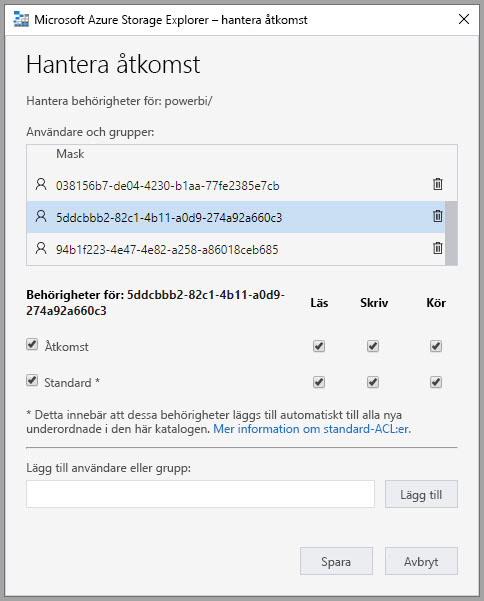 Microsoft Azure Storage Explorer – hantera åtkomst
Hantera åtkomst
Hantera behörigheter för: powerbi/
Användare och grupper:
Mask
038156b7-de04-4230-b1aa-77fe2385e7cb
5ddcbbb2-82c1-4b11-a0d9-274a92a660c3
94b1f223-4e47-4e82-a258-a86018ceb685
Behörigheter för: 5ddcbbb2-82c1-4b11-a0d9-
274a92a660c3
Läs Skriv Kör
Åtkomst
Standard *
* Detta innebär att dessa behörigheter läggs till automatiskt till alla nya
underordnade i den här katalogen. Mer information om standard-ACL:er.
Lägg till användare eller grupp:
Lägg till
Spara Avbryt